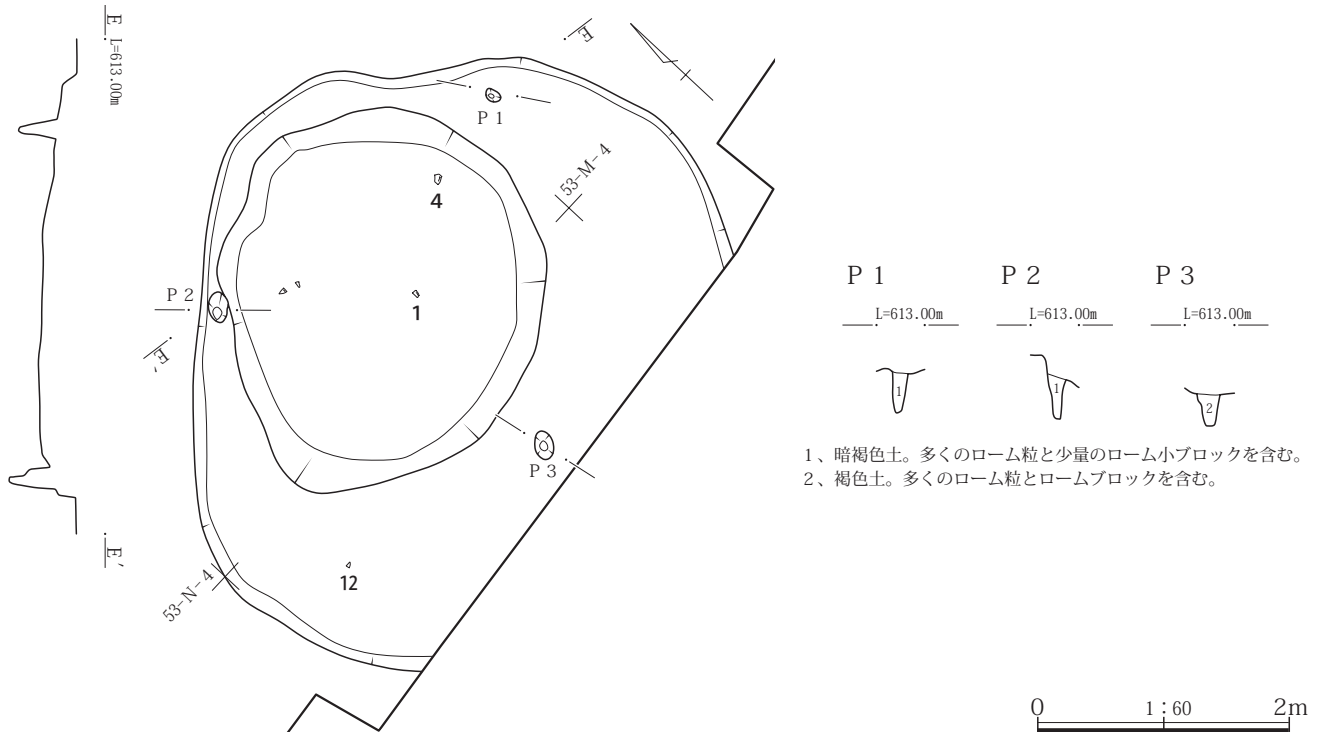 E
L=613.00m
E′
E
P 1
53-M-4
4
P 2
1
E′
P 3
12
53-N-4
P 1
P 2
P 3
L=613.00m
L=613.00m
L=613.00m
1
1
2
1、暗褐色土。多くのローム粒と少量のローム小ブロックを含む。
2、褐色土。多くのローム粒とロームブロックを含む。
0 1:60 2m